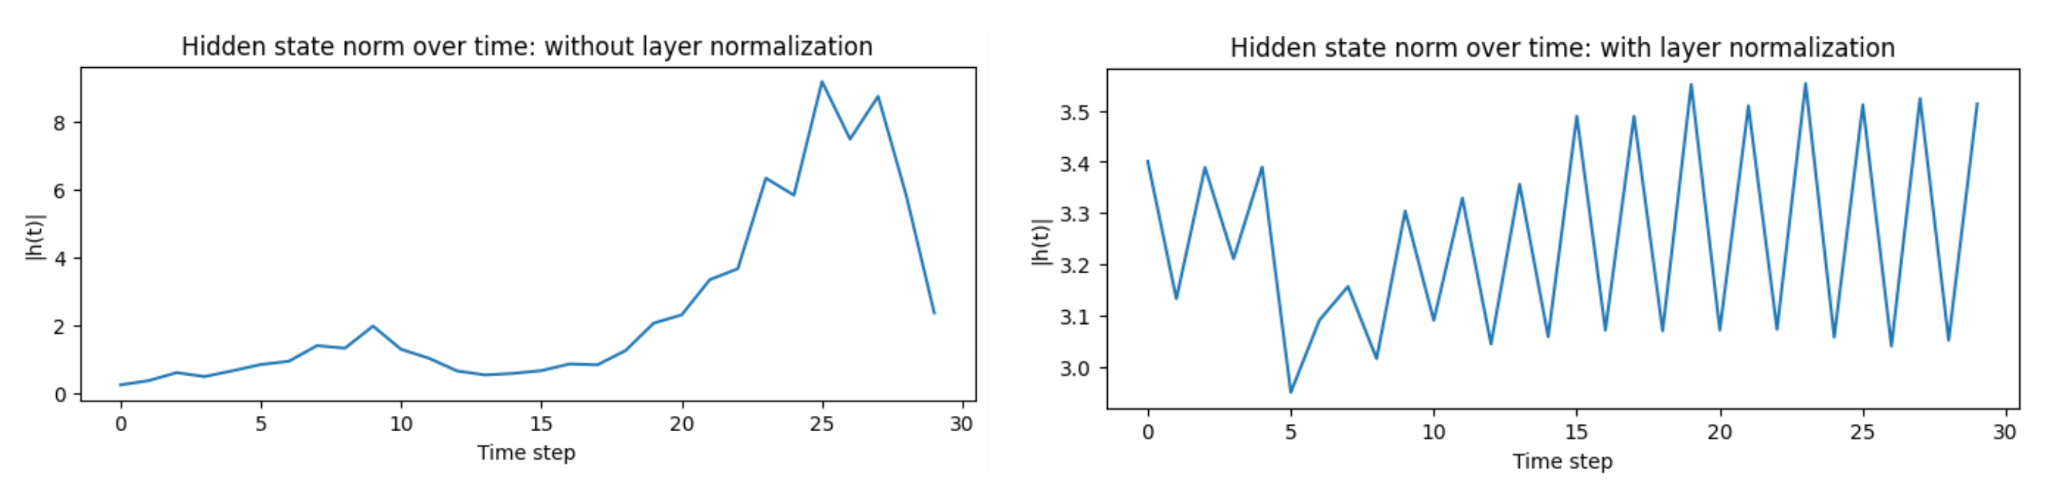 Hidden state norm over time: without layer normalization
|h(t)|
8
6
4
2
0
0 5 10 15 20 25 30
Time step
Hidden state norm over time: with layer normalization
|h(t)|
3.5
3.4
3.3
3.2
3.1
3.0
0 5 10 15 20 25 30
Time step